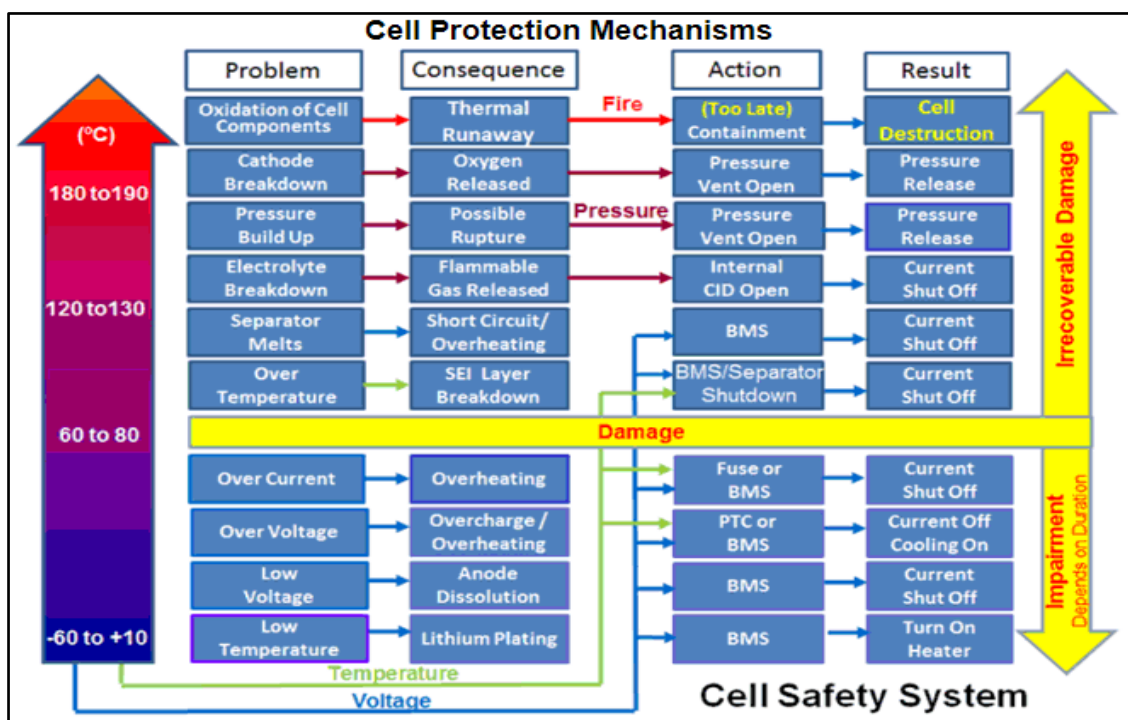 Cell Protection Mechanisms
Problem
Consequence
Action
Result
(ºC)
180 to190
120 to130
60 to 80
-60 to +10
Oxidation of Cell
Components
Thermal
Runaway
Fire
(Too Late)
Containment
Cell
Destruction
Cathode
Breakdown
Oxygen
Released
Pressure
Vent Open
Pressure
Release
Pressure
Build Up
Possible
Rupture
Pressure
Pressure
Vent Open
Pressure
Release
Electrolyte
Breakdown
Flammable
Gas Released
Internal
CID Open
Current
Shut Off
Separator
Melts
Short Circuit/
Overheating
BMS
Current
Shut Off
Over
Temperature
SEI Layer
Breakdown
BMS/Separator
Shutdown
Current
Shut Off
Irrecoverable Damage
Damage
Over Current
Overheating
Fuse or
BMS
Current
Shut Off
Over Voltage
Overcharge /
Overheating
PTC or
BMS
Current Off
Cooling On
Low
Voltage
Anode
Dissolution
BMS
Current
Shut Off
Low
Temperature
Lithium Plating
BMS
Turn On
Heater
Impairment
Depends on Duration
Temperature
Voltage
Cell Safety System